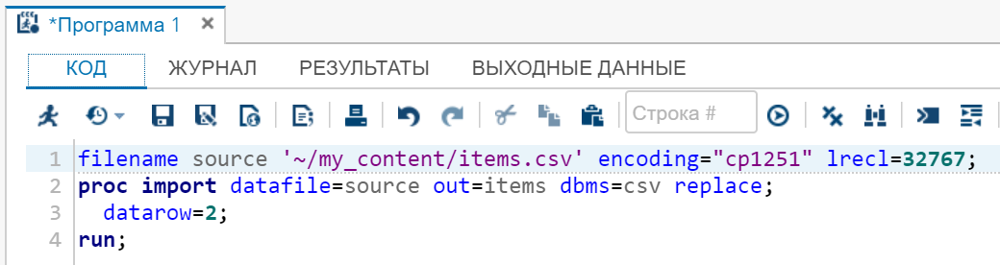 *Программа 1
КОД ЖУРНАЛ РЕЗУЛЬТАТЫ ВЫХОДНЫЕ ДАННЫЕ
Строка #
1 filename source '~/my_content/items.csv' encoding="cp1251" lrecl=32767;
2 proc import datafile=source out=items dbms=csv replace;
3 datarow=2;
4 run;